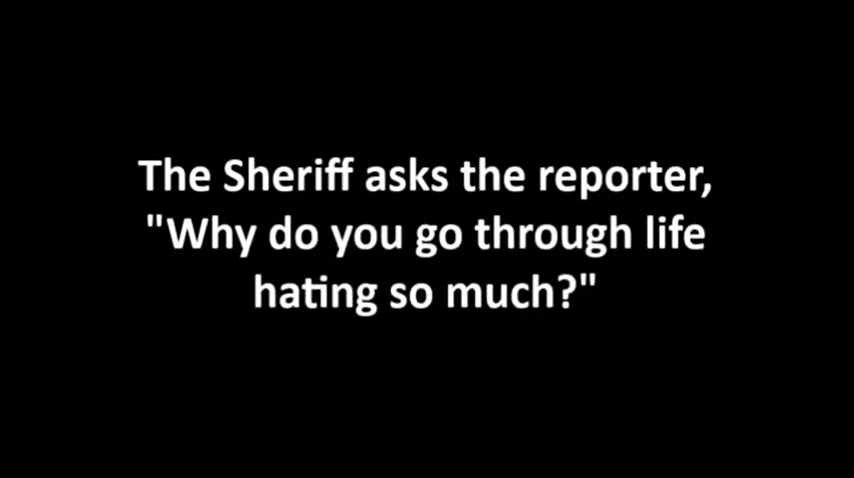 The Sheriff asks the reporter,
"Why do you go through life
hating so much?"